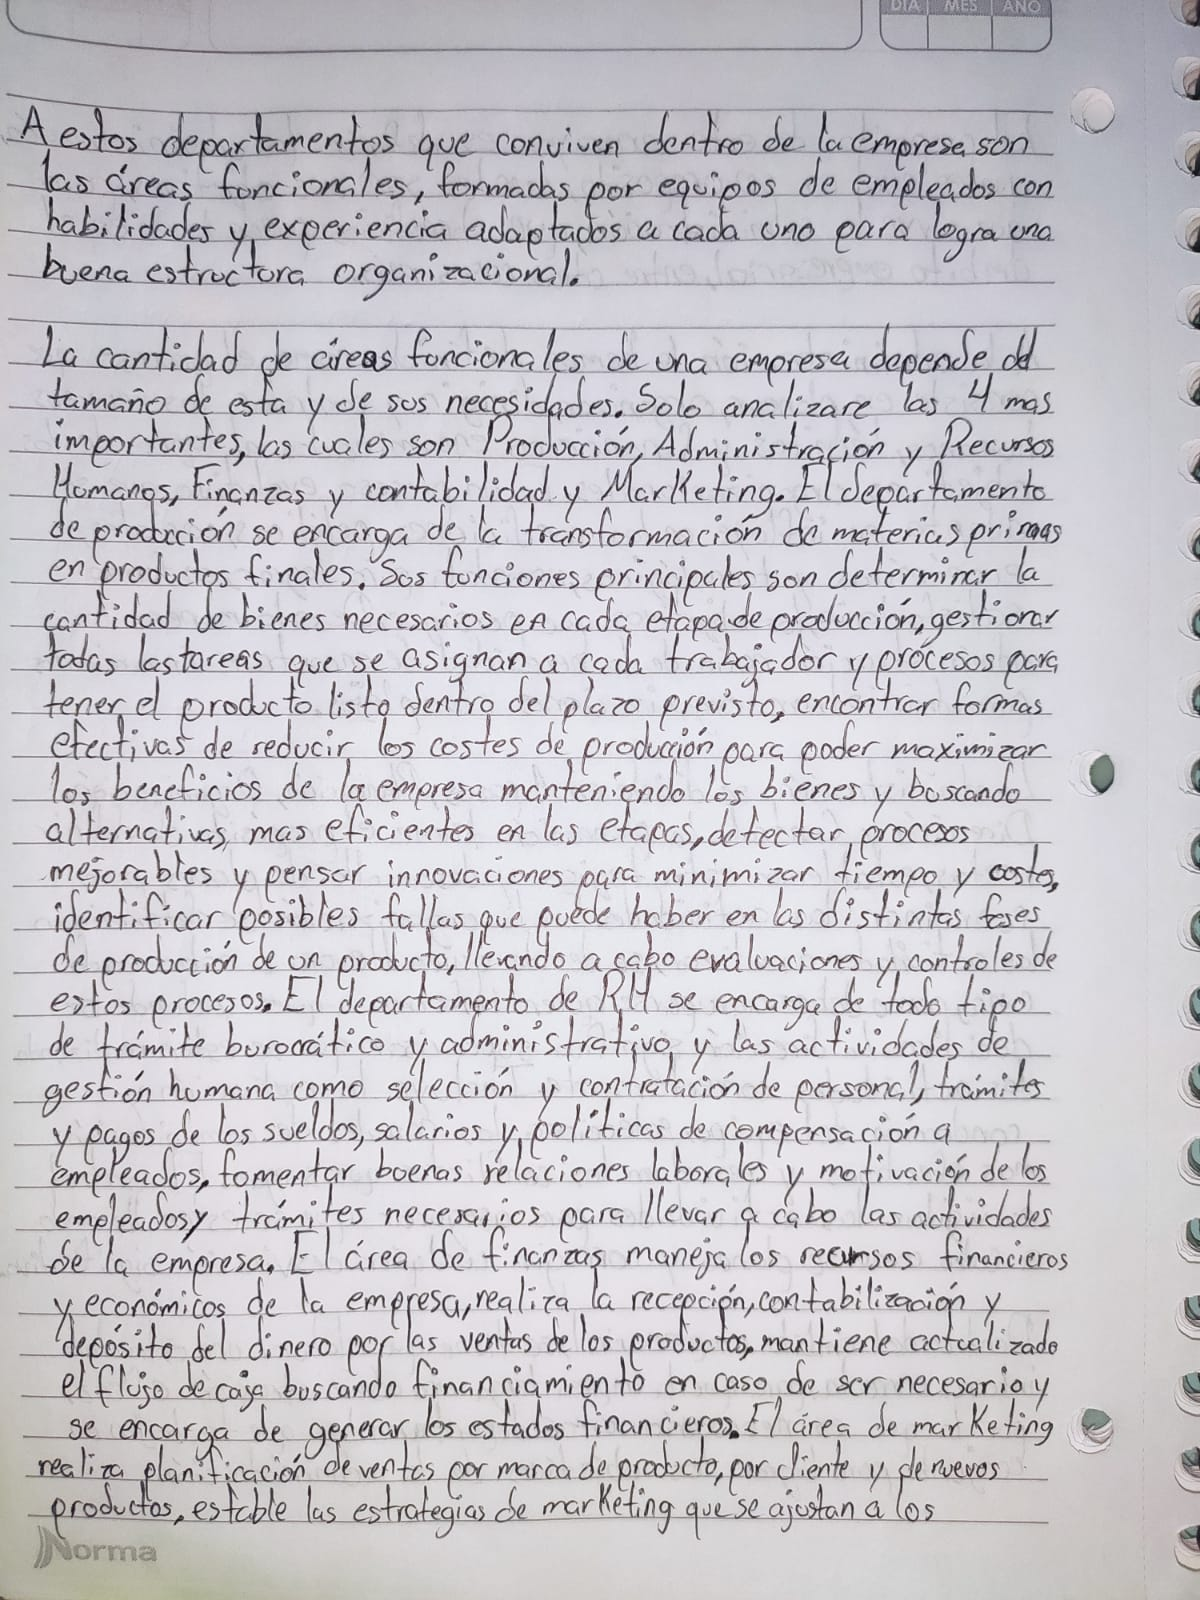 DIA MES AÑO
A estos departamentos que conviven dentro de la empresa son
las áreas funcionales, formadas por equipos de empleados con
habilidades y experiencia adaptados a cada uno para logra una
buena estructura organizacional.
La cantidad de áreas funcionales de una empresa depende del
tamaño de esta y de sus necesidades. Solo analizare las 4 mas
importantes, las cuales son Producción, Administración y Recursos
Humanos, Finanzas y contabilidad y Marketing. El departamento
de producción se encarga de la transformación de materias primas
en productos finales. Sus funciones principales son determinar la
cantidad de bienes necesarios en cada etapa de producción, gestionar
todas las tareas que se asignan a cada trabajador y procesos para
tener el producto listo dentro del plazo previsto, encontrar formas
efectivas de reducir los costes de producción para poder maximizar
los beneficios de la empresa manteniendo los bienes y buscando
alternativas mas eficientes en las etapas, detectar procesos
mejorables y pensar innovaciones para minimizar tiempo y costes,
identificar posibles fallas que puede haber en las distintas fases
de producción de un producto, llevando a cabo evaluaciones y controles de
estos procesos. El departamento de RH se encarga de todo tipo
de trámite burocrático y administrativo y las actividades de
gestión humana como selección y contratación de personal, trámites
y pagos de los sueldos, salarios y políticas de compensación a
empleados, fomentar buenas relaciones laborales y motivación de los
empleados y trámites necesarios para llevar a cabo las actividades
de la empresa. El área de finanzas maneja los recursos financieros
y económicos de la empresa, realiza la recepción, contabilización y
depósito del dinero por las ventas de los productos, mantiene actualizado
el flujo de caja buscando financiamiento en caso de ser necesario y
se encarga de generar los estados financieros. El área de marketing
realiza planificación de ventas por marca de producto, por cliente y de nuevos
productos, estable las estrategias de marketing que se ajustan a los
Norma